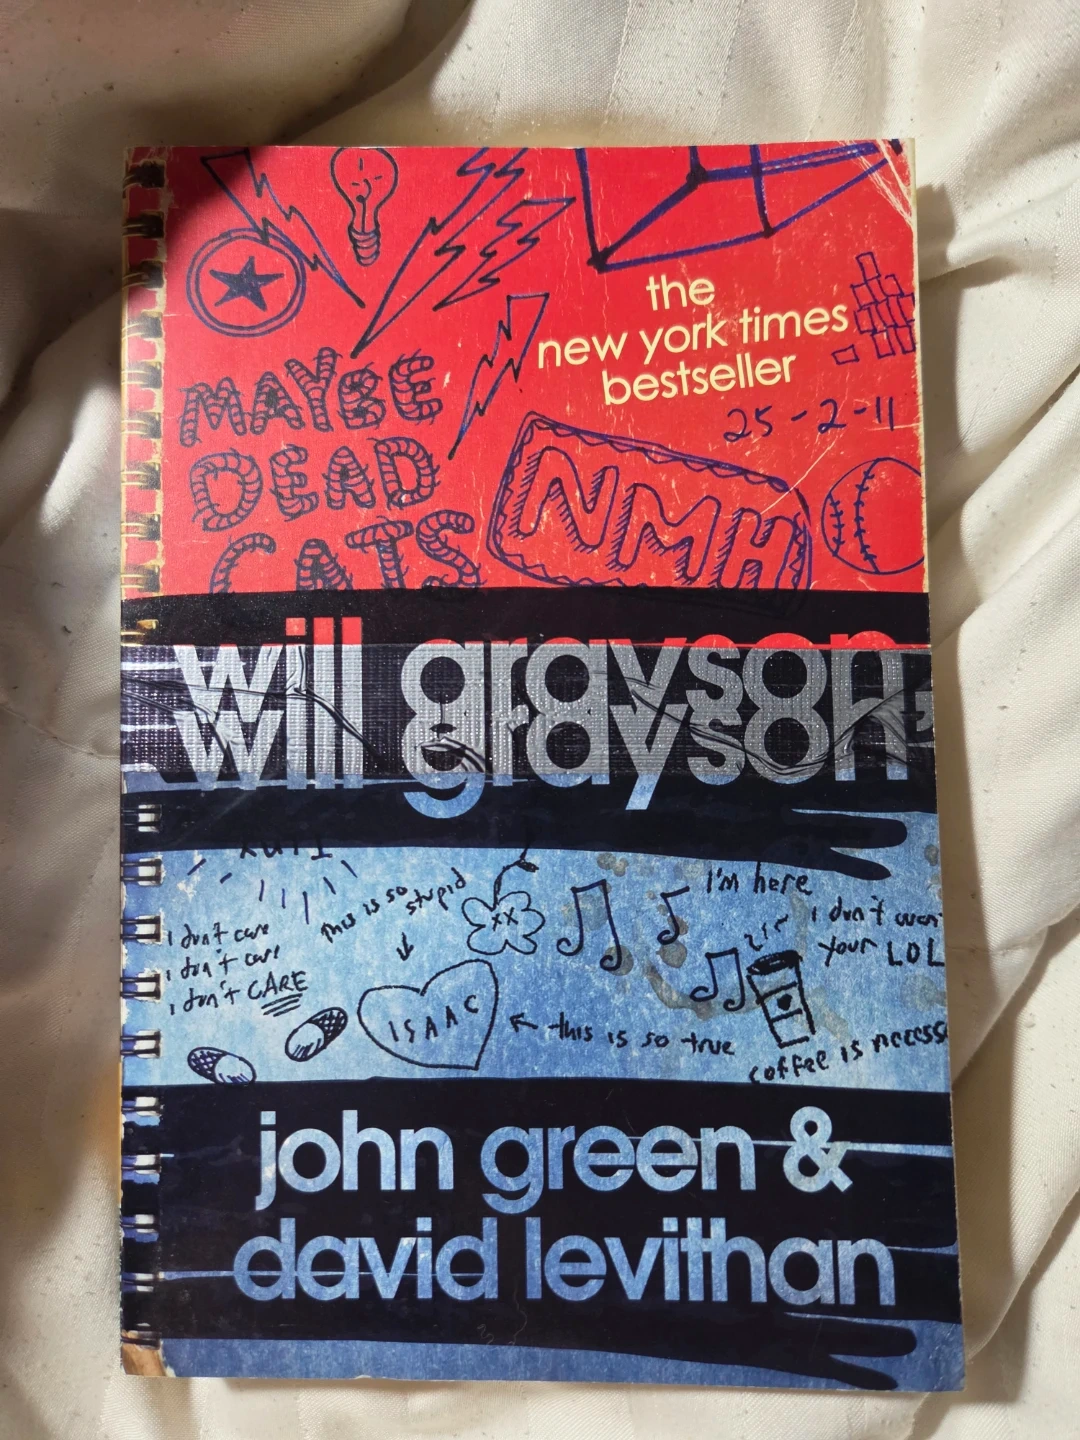 the
new york times
bestseller
25-2-11
MAYBE
DEAD
CATS
NMH
will grayson,
will grayson
this is so
stupid
I'm here
i don't care
i don't care
i don't CARE
i don't wan
your LOL
ISAAC
this is so true
coffee is necess
john green &
david levithan